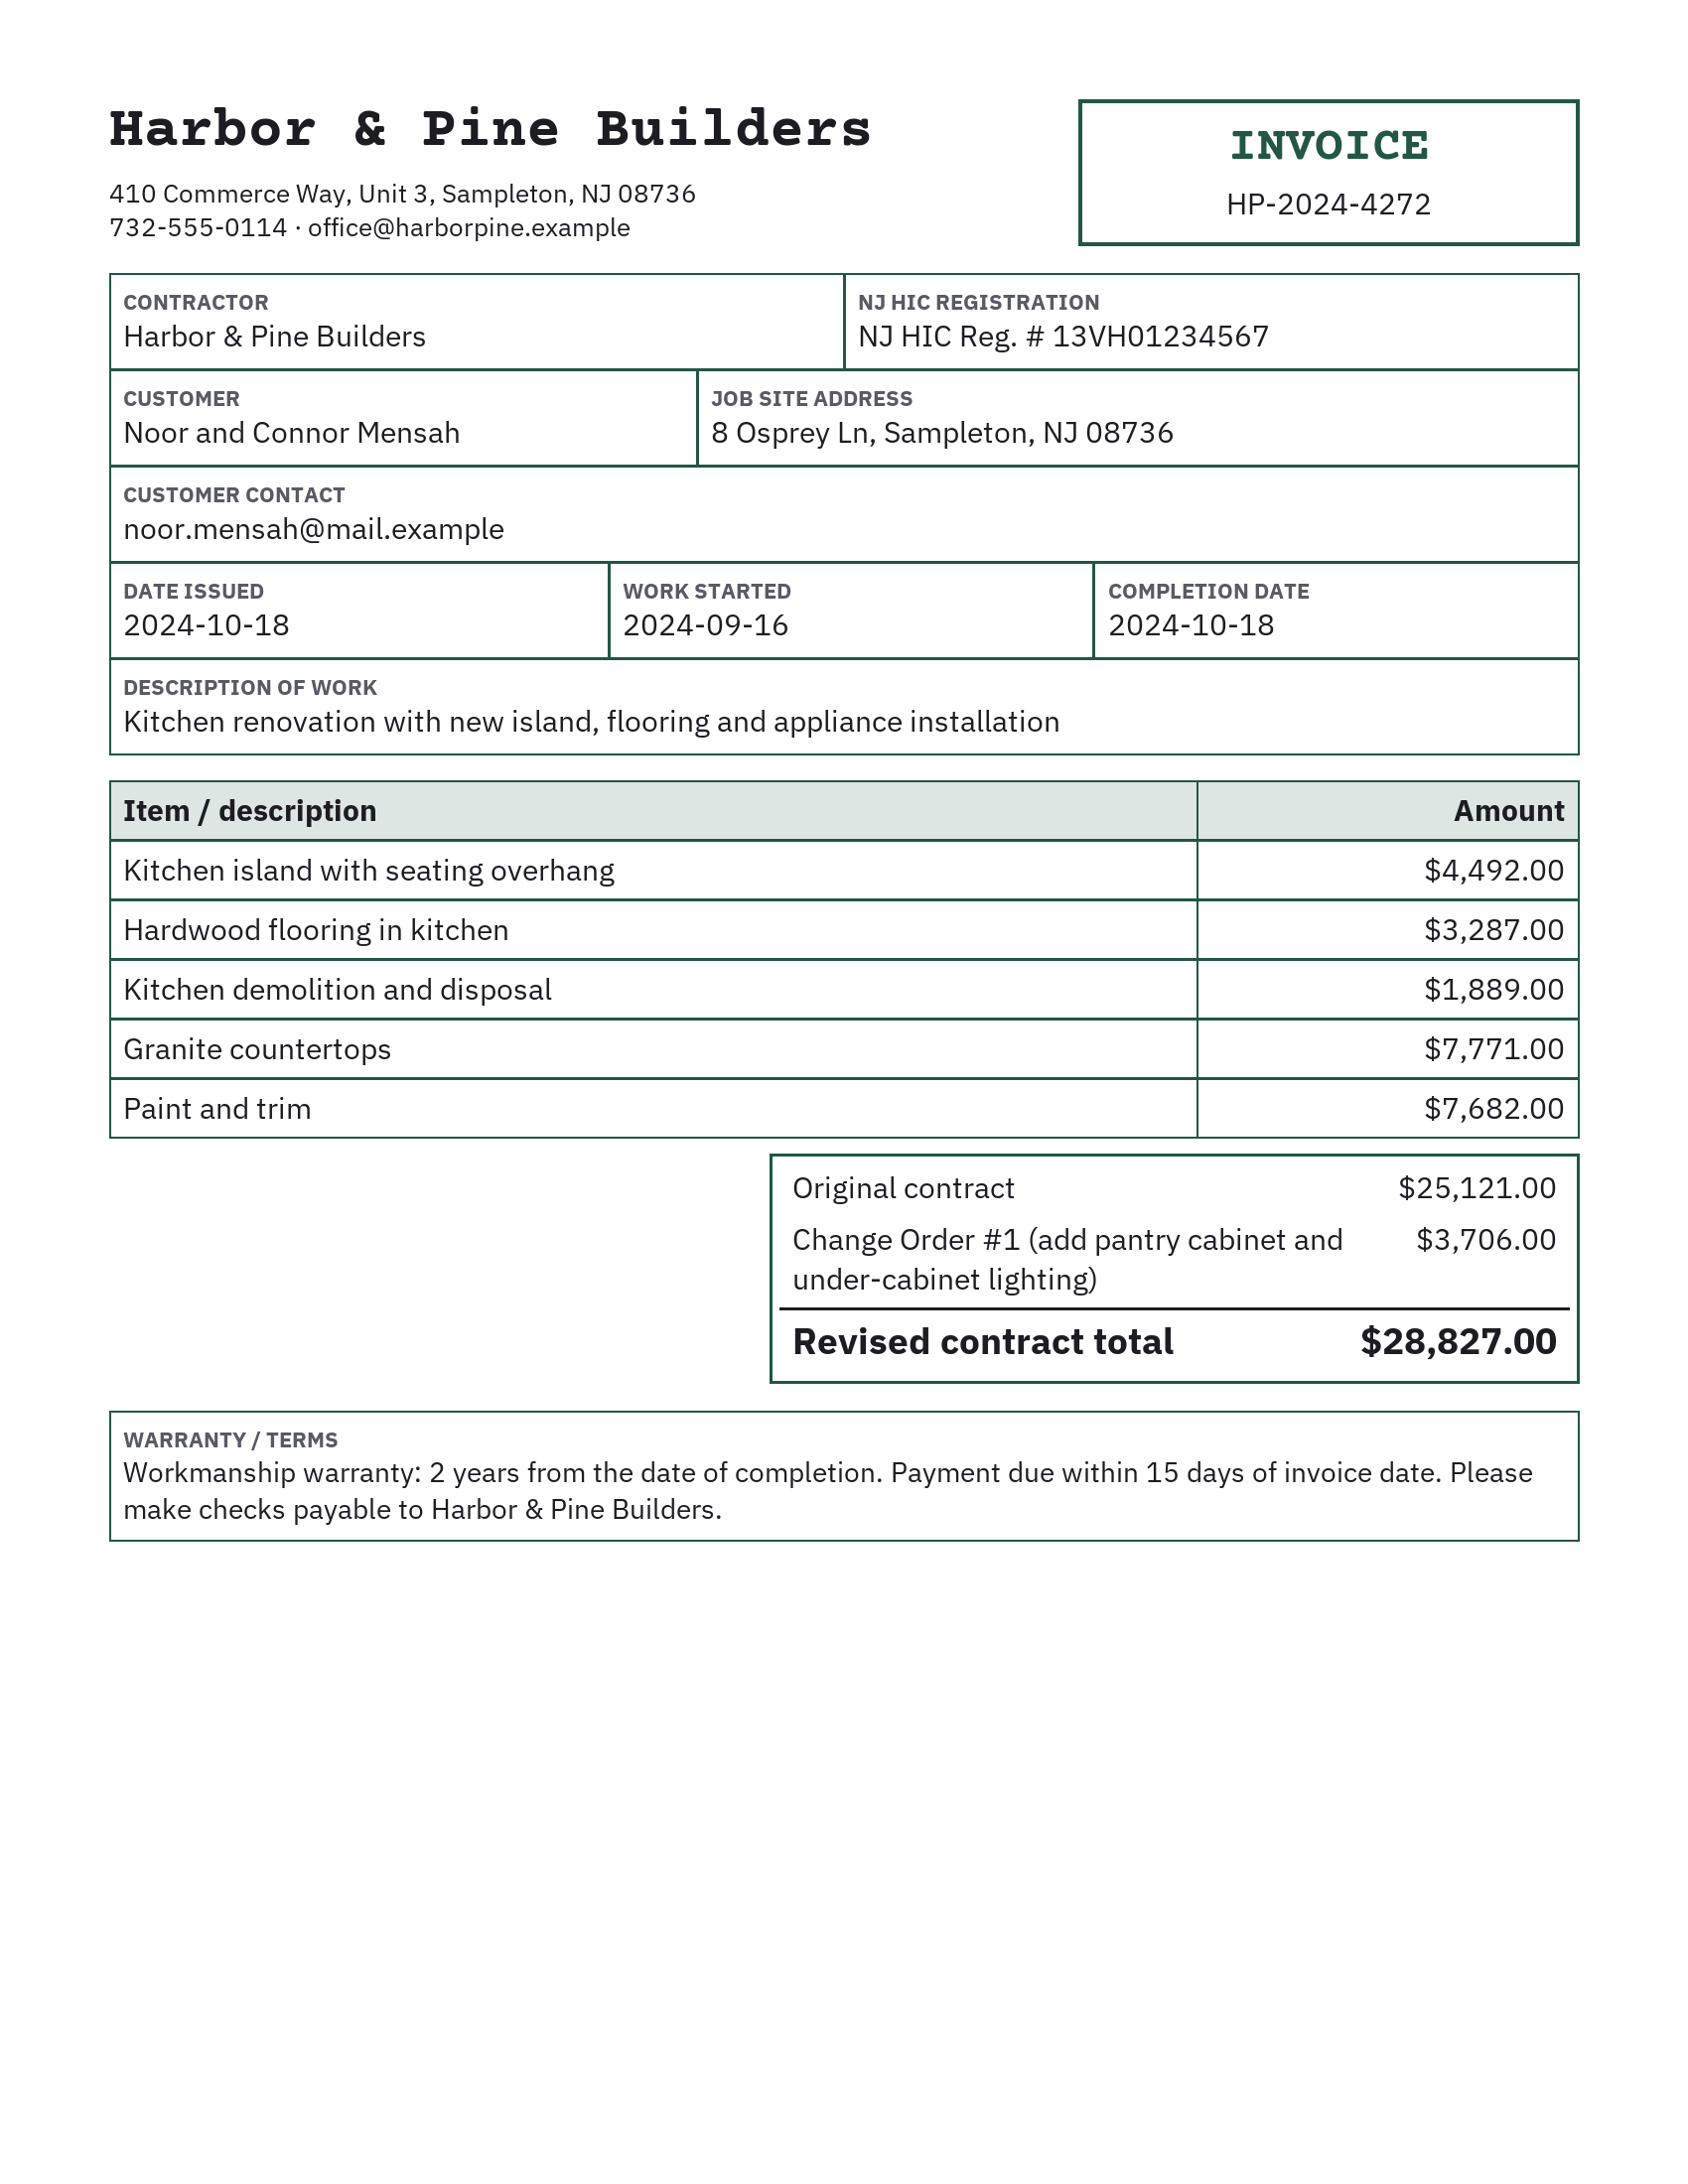 Harbor & Pine Builders
410 Commerce Way, Unit 3, Sampleton, NJ 08736
732-555-0114 · office@harborpine.example
INVOICE
HP-2024-4272
CONTRACTOR
Harbor & Pine Builders
NJ HIC REGISTRATION
NJ HIC Reg. # 13VH01234567
CUSTOMER
Noor and Connor Mensah
JOB SITE ADDRESS
8 Osprey Ln, Sampleton, NJ 08736
CUSTOMER CONTACT
noor.mensah@mail.example
DATE ISSUED
2024-10-18
WORK STARTED
2024-09-16
COMPLETION DATE
2024-10-18
DESCRIPTION OF WORK
Kitchen renovation with new island, flooring and appliance installation
Item / description Amount
Kitchen island with seating overhang $4,492.00
Hardwood flooring in kitchen $3,287.00
Kitchen demolition and disposal $1,889.00
Granite countertops $7,771.00
Paint and trim $7,682.00
Original contract $25,121.00
Change Order #1 (add pantry cabinet and $3,706.00
under-cabinet lighting)
Revised contract total $28,827.00
WARRANTY / TERMS
Workmanship warranty: 2 years from the date of completion. Payment due within 15 days of invoice date. Please
make checks payable to Harbor & Pine Builders.